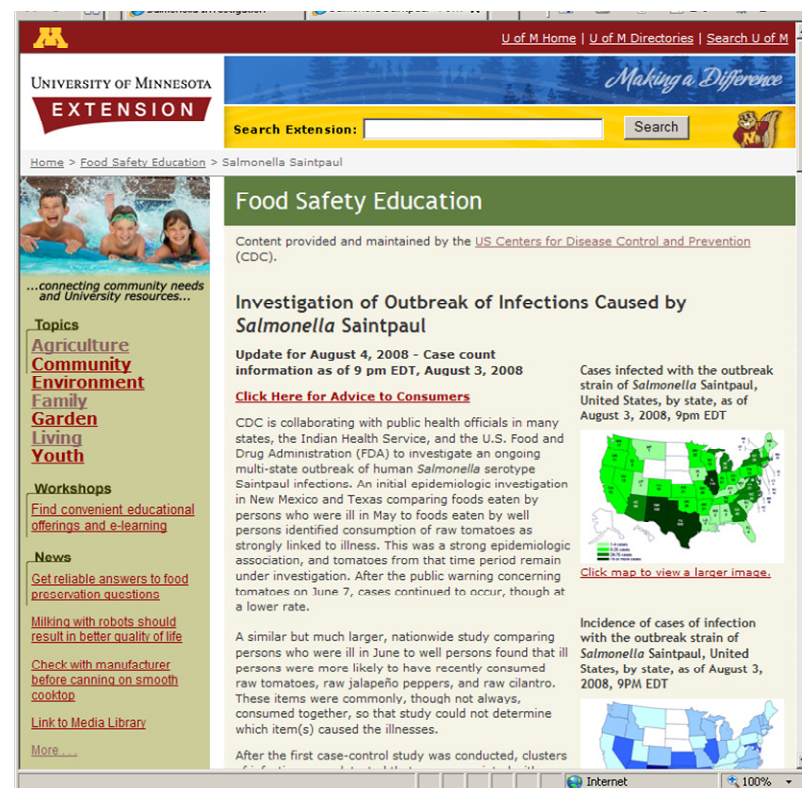 U of M Home | U of M Directories | Search U of M
UNIVERSITY OF MINNESOTA
EXTENSION
Making a Difference
Search Extension:
Search
Home > Food Safety Education > Salmonella Saintpaul
...connecting community needs
and University resources...
Topics
Agriculture
Community
Environment
Family
Garden
Living
Youth
Workshops
Find convenient educational
offerings and e-learning
News
Get reliable answers to food
preservation questions
Milking with robots should
result in better quality of life
Check with manufacturer
before canning on smooth
cooktop
Link to Media Library
More . . .
Food Safety Education
Content provided and maintained by the US Centers for Disease Control and Prevention
(CDC).
Investigation of Outbreak of Infections Caused by
Salmonella Saintpaul
Update for August 4, 2008 - Case count
information as of 9 pm EDT, August 3, 2008
Click Here for Advice to Consumers
CDC is collaborating with public health officials in many
states, the Indian Health Service, and the U.S. Food and
Drug Administration (FDA) to investigate an ongoing
multi-state outbreak of human Salmonella serotype
Saintpaul infections. An initial epidemiologic investigation
in New Mexico and Texas comparing foods eaten by
persons who were ill in May to foods eaten by well
persons identified consumption of raw tomatoes as
strongly linked to illness. This was a strong epidemiologic
association, and tomatoes from that time period remain
under investigation. After the public warning concerning
tomatoes on June 7, cases continued to occur, though at
a lower rate.
A similar but much larger, nationwide study comparing
persons who were ill in June to well persons found that ill
persons were more likely to have recently consumed
raw tomatoes, raw jalapeño peppers, and raw cilantro.
These items were commonly, though not always,
consumed together, so that study could not determine
which item(s) caused the illnesses.
After the first case-control study was conducted, clusters
Cases infected with the outbreak
strain of Salmonella Saintpaul,
United States, by state, as of
August 3, 2008, 9pm EDT
Click map to view a larger image.
Incidence of cases of infection
with the outbreak strain of
Salmonella Saintpaul, United
States, by state, as of August 3,
2008, 9PM EDT
Internet
100%